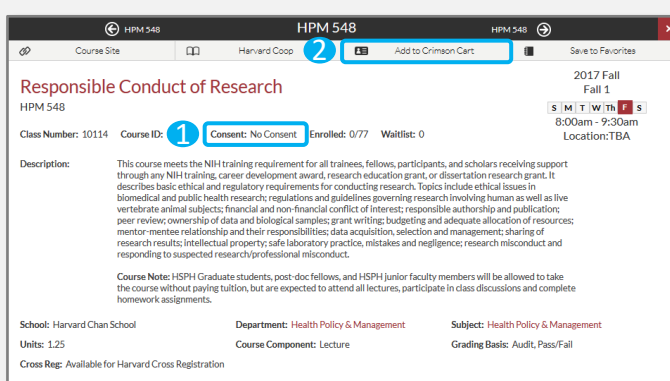 HPM 548
HPM 548
HPM 548
Course Site
Harvard Coop
2
Add to Crimson Cart
Save to Favorites
Responsible Conduct of Research
HPM 548
2017 Fall
Fall 1
S M T W Th F S
8:00am - 9:30am
Location:TBA
Class Number: 10114 Course ID: 1 Consent: No Consent Enrolled: 0/77 Waitlist: 0
Description: This course meets the NIH training requirement for all trainees, fellows, participants, and scholars receiving support
through any NIH training, career development award, research education grant, or dissertation research grant. It
describes basic ethical and regulatory requirements for conducting research. Topics include ethical issues in
biomedical and public health research; regulations and guidelines governing research involving human as well as live
vertebrate animal subjects; financial and non-financial conflict of interest; responsible authorship and publication;
peer review; ownership of data and biological samples; grant writing; budgeting and adequate allocation of resources;
mentor-mentee relationship and their responsibilities; data acquisition, selection and management; sharing of
research results; intellectual property; safe laboratory practice, mistakes and negligence; research misconduct and
responding to suspected research/professional misconduct.
Course Note: HSPH Graduate students, post-doc fellows, and HSPH junior faculty members will be allowed to take
the course without paying tuition, but are expected to attend all lectures, participate in class discussions and complete
homework assignments.
School: Harvard Chan School Department: Health Policy & Management Subject: Health Policy & Management
Units: 1.25 Course Component: Lecture Grading Basis: Audit, Pass/Fail
Cross Reg: Available for Harvard Cross Registration